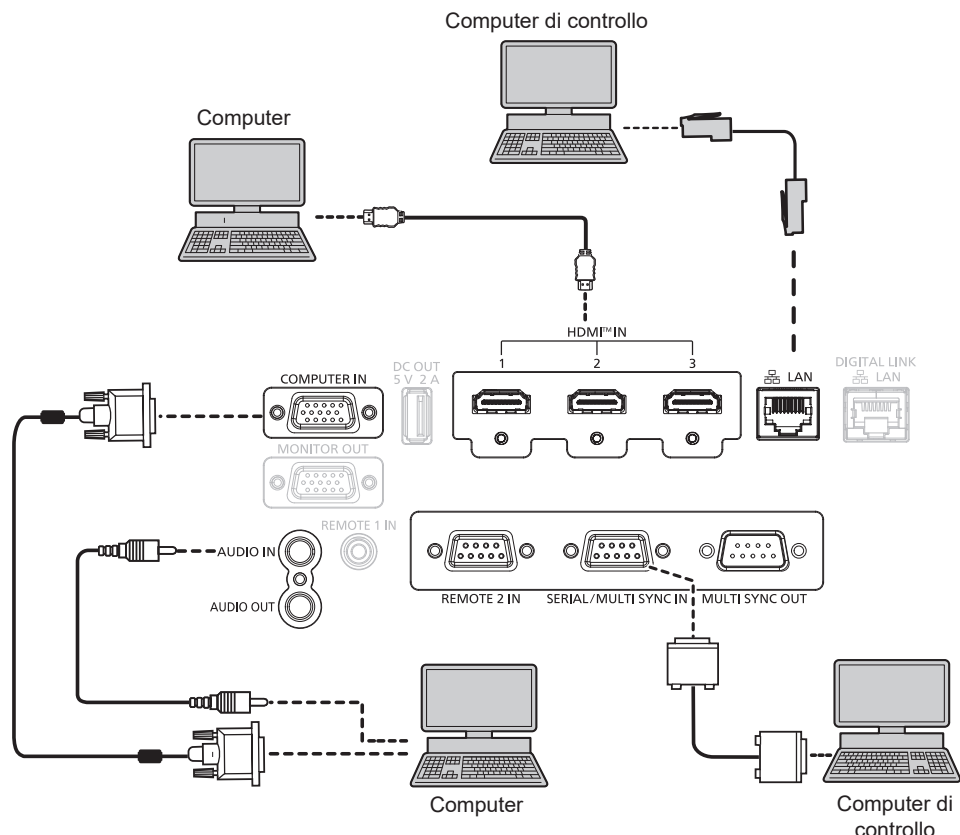 Computer di controllo
Computer
HDMI™ IN
1 2 3
DC OUT
5 V 2 A
COMPUTER IN
LAN
DIGITAL LINK
LAN
MONITOR OUT
REMOTE 1 IN
AUDIO IN
AUDIO OUT
REMOTE 2 IN
SERIAL/MULTI SYNC IN
MULTI SYNC OUT
Computer
Computer di
controllo